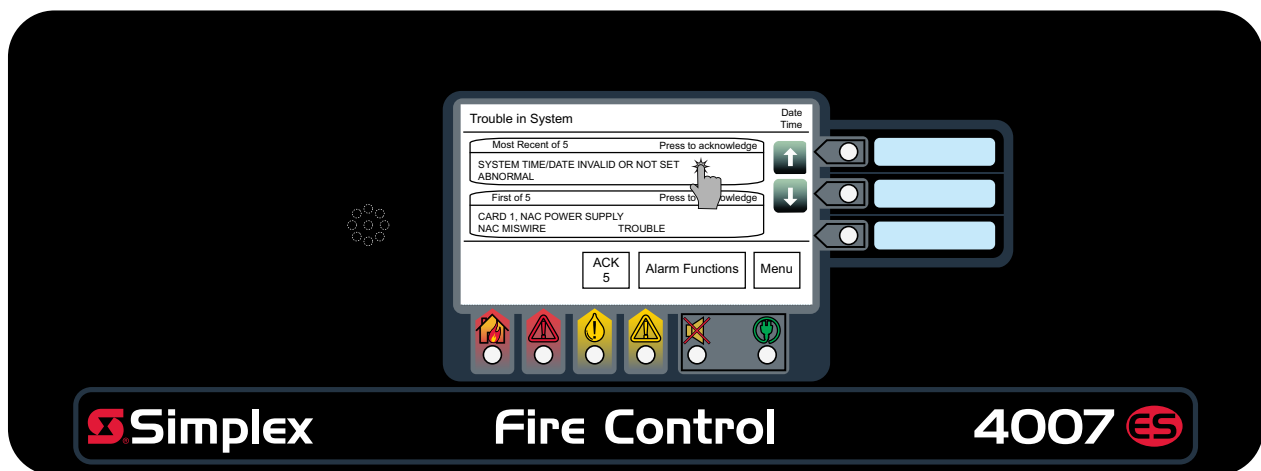 Trouble in System
Date
Time
Most Recent of 5 Press to acknowledge
SYSTEM TIME/DATE INVALID OR NOT SET
ABNORMAL
First of 5 Press to owledge
CARD 1, NAC POWER SUPPLY
NAC MISWIRE TROUBLE
ACK
5
Alarm Functions
Menu
S Simplex Fire Control 4007 ES